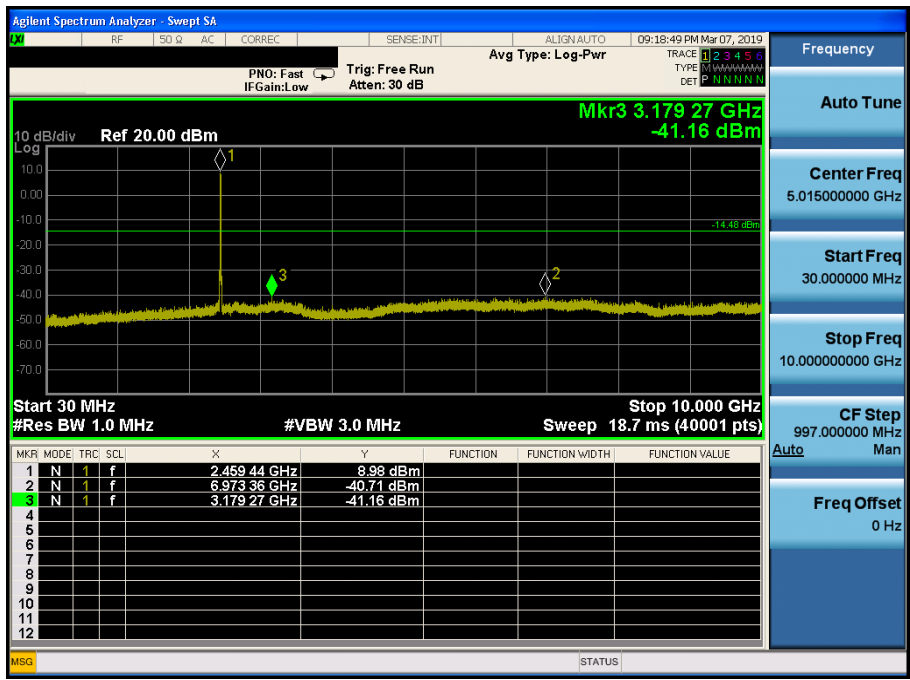 Agilent Spectrum Analyzer - Swept SA
LXI RF 50 Ω AC CORREC SENSE:INT ALIGNAUTO 09:18:49 PM Mar 07, 2019
Frequency
Avg Type: Log-Pwr
TRACE 1 2 3 4 5 6
PNO: Fast Trig: Free Run
TYPE M WWWWW
IFGain:Low Atten: 30 dB
DET P N N N N N
Auto Tune
Mkr3 3.179 27 GHz
10 dB/div Ref 20.00 dBm -41.16 dBm
Log
1
10.0
0.00
-10.0
-14.48 dBm
-20.0
-30.0
3 2
-40.0
-50.0
-60.0
-70.0
Center Freq
5.015000000 GHz
Start Freq
30.000000 MHz
Stop Freq
10.000000000 GHz
Start 30 MHz Stop 10.000 GHz
#Res BW 1.0 MHz #VBW 3.0 MHz Sweep 18.7 ms (40001 pts)
CF Step
997.000000 MHz
Auto Man
MKR MODE TRC SCL X Y FUNCTION FUNCTION WIDTH FUNCTION VALUE
1 N 1 f 2.459 44 GHz 8.98 dBm
2 N 1 f 6.973 36 GHz -40.71 dBm
3 N 1 f 3.179 27 GHz -41.16 dBm
4
5
6
7
8
9
10
11
12
Freq Offset
0 Hz
MSG STATUS